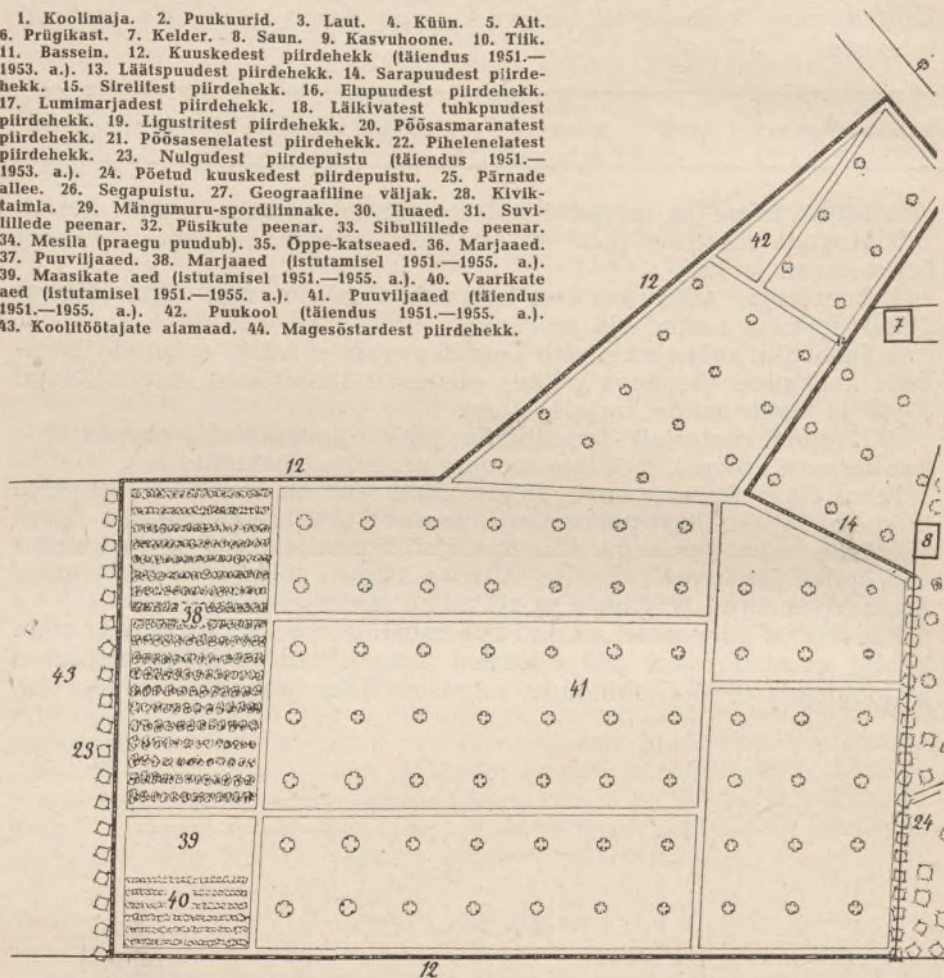 1. Koolimaja. 2. Puukuurid. 3. Laut. 4. Küün. 5. Ait.
6. Prügikast. 7. Kelder. 8. Saun. 9. Kasvuhoone. 10. Tiik.
11. Bassein. 12. Kuuskedest piirdehekk (täiendus 1951.—
1953. a.). 13. Läätspuudest piirdehekk. 14. Sarapuudest piirde-
hekk. 15. Sirelitest piirdehekk. 16. Elupuudest piirdehekk.
17. Lumimarjadest piirdehekk. 18. Läikivatest tuhkpuudest
piirdehekk. 19. Ligustritest piirdehekk. 20. Põõsasmaranatest
piirdehekk. 21. Põõsasenelatest piirdehekk. 22. Pihelenelatest
piirdehekk. 23. Nulgudest piirdepuistu (täiendus 1951.—
1953. a.). 24. Põetud kuuskedest piirdepuistu. 25. Pärnade
allee. 26. Segapuistu. 27. Geograafiline väljak. 28. Kivik-
taimla. 29. Mängumuru-spordilinnake. 30. Iluaed. 31. Suvi-
lillede peenar. 32. Püsikute peenar. 33. Sibullillede peenar.
34. Mesila (praegu puudub). 35. Õppe-katseaed. 36. Marjaaed.
37. Puuviljaaed. 38. Marjaaed (istutamisel 1951.—1955. a.).
39. Maasikate aed (istutamisel 1951.—1955. a.). 40. Vaarikate
aed (istutamisel 1951.—1955. a.). 41. Puuviljaaed (täiendus
1951.—1955. a.). 42. Puukool (täiendus 1951.—1955. a.).
43. Koolitöötajate aiamaad. 44. Magesõstardest piirdehekk.
42
12
7
12
14
8
38
43
41
23
24
39
40
12